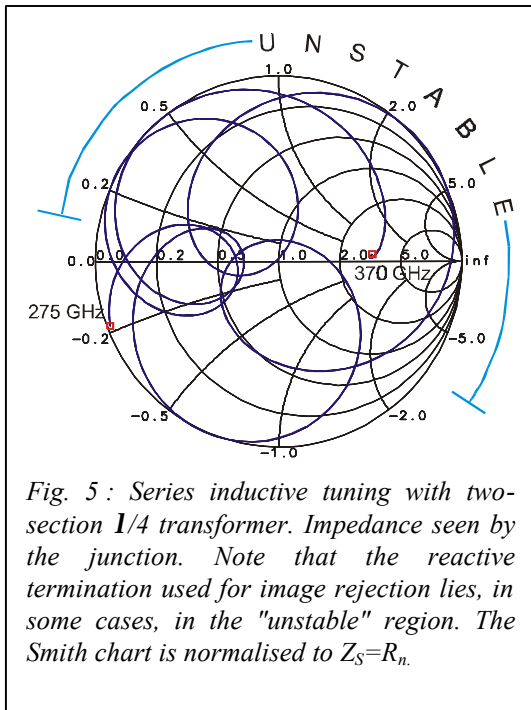 UNSTABLE
1.0
0.5
2.0
0.2
5.0
0.0 0.0 0.2 0.5 1.0 2.0 5.0 inf
370 GHz
275 GHz
-0.2
-5.0
-0.5
-2.0
-1.0
Fig. 5 : Series inductive tuning with two-
section 1/4 transformer. Impedance seen by
the junction. Note that the reactive
termination used for image rejection lies, in
some cases, in the "unstable" region. The
Smith chart is normalised to ZS=Rn.